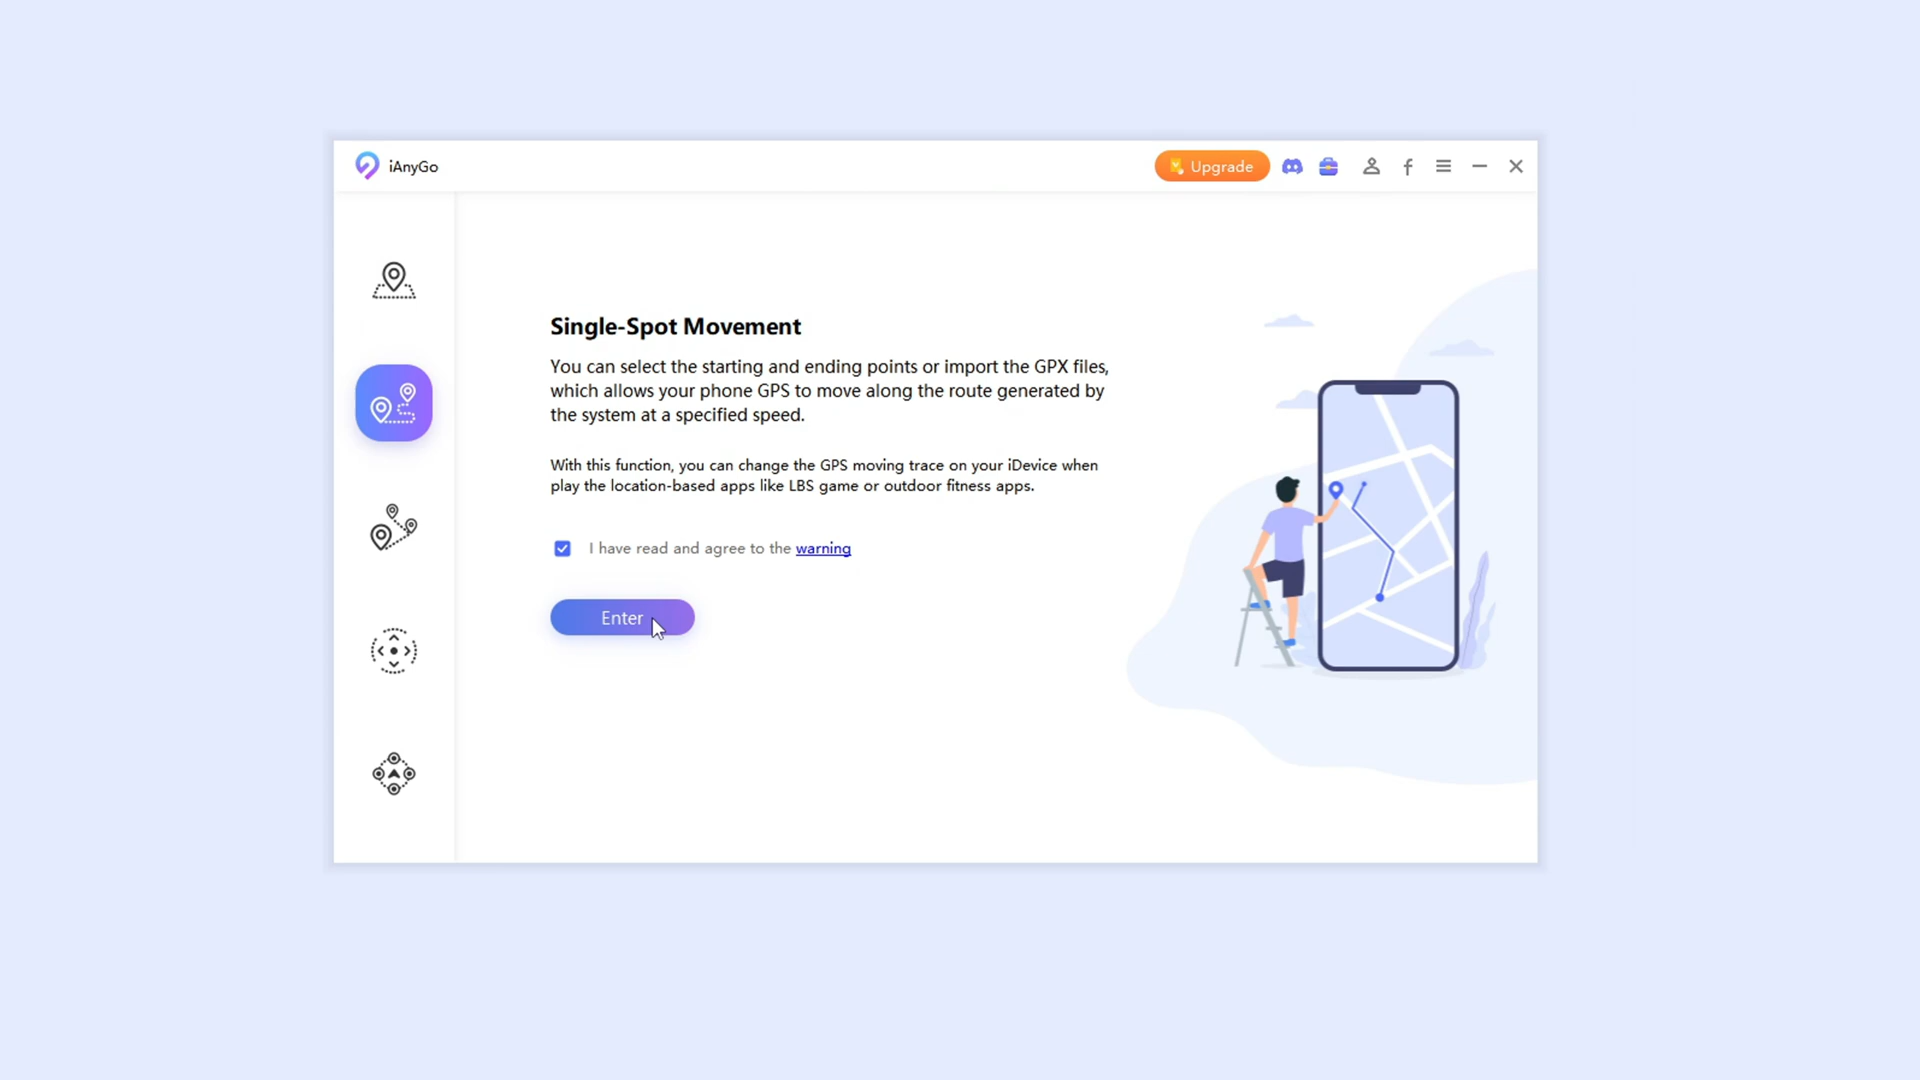 iAnyGo
Upgrade
Single-Spot Movement
You can select the starting and ending points or import the GPX files,
which allows your phone GPS to move along the route generated by
the system at a specified speed.
With this function, you can change the GPS moving trace on your iDevice when
play the location-based apps like LBS game or outdoor fitness apps.
I have read and agree to the warning
Enter